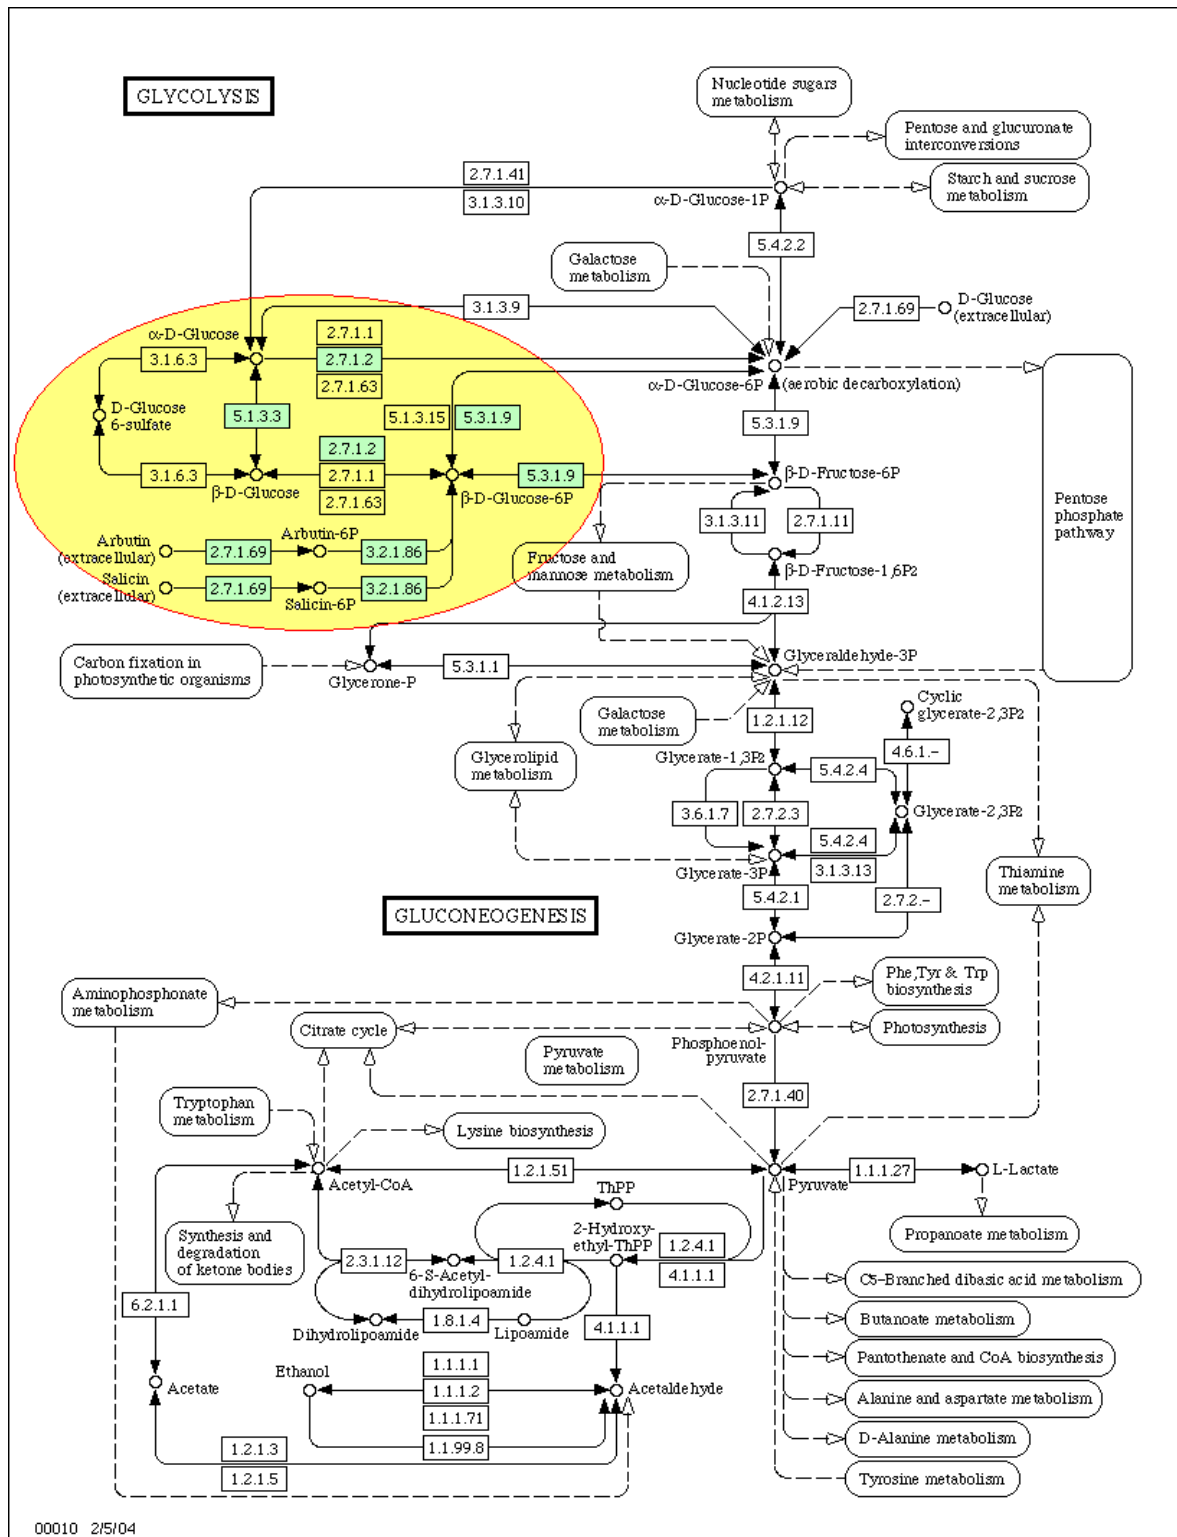 GLYCOLYSIS
Nucleotide sugars
metabolism
Pentose and glucuronate
interconversions
Starch and sucrose
metabolism
2.7.1.41
3.1.3.10
α-D-Glucose-1P
5.4.2.2
Galactose
metabolism
3.1.3.9
2.7.1.69
D-Glucose
(extracellular)
α-D-Glucose
2.7.1.1
3.1.6.3
2.7.1.2
2.7.1.63
α-D-Glucose-6P
(aerobic decarboxylation)
D-Glucose
6-sulfate
5.1.3.3
5.1.3.15
5.3.1.9
5.3.1.9
2.7.1.2
3.1.6.3
2.7.1.1
2.7.1.63
5.3.1.9
β-D-Glucose
β-D-Glucose-6P
β-D-Fructose-6P
Pentose
phosphate
pathway
3.1.3.11
2.7.1.11
Arbutin
(extracellular)
2.7.1.69
Arbutin-6P
3.2.1.86
Salicin
(extracellular)
2.7.1.69
Salicin-6P
3.2.1.86
Fructose and
mannose metabolism
β-D-Fructose-1,6P2
4.1.2.13
Carbon fixation in
photosynthetic organisms
Glycerone-P
5.3.1.1
Glyceraldehyde-3P
Galactose
metabolism
1.2.1.12
Cyclic
glycerate-2,3P2
Glycerolipid
metabolism
Glycerate-1,3P2
5.4.2.4
4.6.1.-
3.6.1.7
2.7.2.3
Glycerate-2,3P2
5.4.2.4
3.1.3.13
Glycerate-3P
Thiamine
metabolism
5.4.2.1
2.7.2.-
GLUCONEOGENESIS
Glycerate-2P
4.2.1.11
Phe,Tyr & Trp
biosynthesis
Aminophosphonate
metabolism
Citrate cycle
Photosynthesis
Phosphoenol-
pyruvate
Pyruvate
metabolism
2.7.1.40
Tryptophan
metabolism
Lysine biosynthesis
Acetyl-CoA
1.2.1.51
Pyruvate
1.1.1.27
L-Lactate
ThPP
Synthesis and
degradation
of ketone bodies
2-Hydroxy-
ethyl-ThPP
Propanoate metabolism
2.3.1.12
6-S-Acetyl-
dihydrolipoamide
1.2.4.1
1.2.4.1
4.1.1.1
C5-Branched dibasic acid metabolism
6.2.1.1
Dihydrolipoamide
1.8.1.4
Lipoamide
4.1.1.1
Butanoate metabolism
Pantothenate and CoA biosynthesis
Acetate
Ethanol
1.1.1.1
1.1.1.2
1.1.1.71
1.1.99.8
Acetaldehyde
Alanine and aspartate metabolism
D-Alanine metabolism
1.2.1.3
1.2.1.5
Tyrosine metabolism
00010 2/5/04